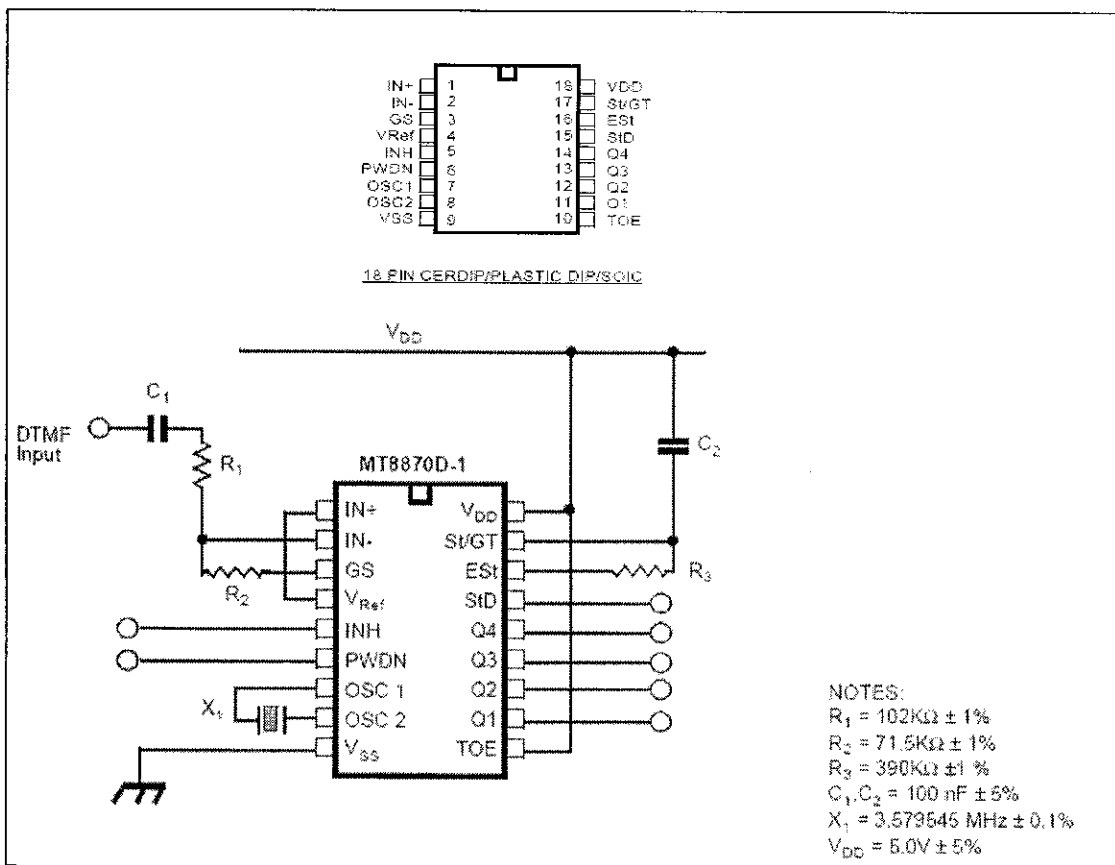 IN+ 1 18 VDD
IN- 2 17 St/GT
GS 3 16 ESt
VRef 4 15 StD
INH 5 14 Q4
PWDN 6 13 Q3
OSC1 7 12 Q2
OSC2 8 11 Q1
VSS 9 10 TOE
18 PIN CERDIP/PLASTIC DIP/SOIC
VDD
C1
DTMF
Input
R1
C2
MT8870D-1
IN+ VDD
IN- St/GT
GS ESt
R2
R3
VRef StD
INH Q4
PWDN Q3
OSC 1 Q2
X1
OSC 2 Q1
VSS TOE
NOTES:
R1 = 102KΩ ± 1%
R2 = 71.5KΩ ± 1%
R3 = 390KΩ ±1 %
C1,C2 = 100 nF ± 5%
X1 = 3.579545 MHz ± 0.1%
VDD = 5.0V ± 5%